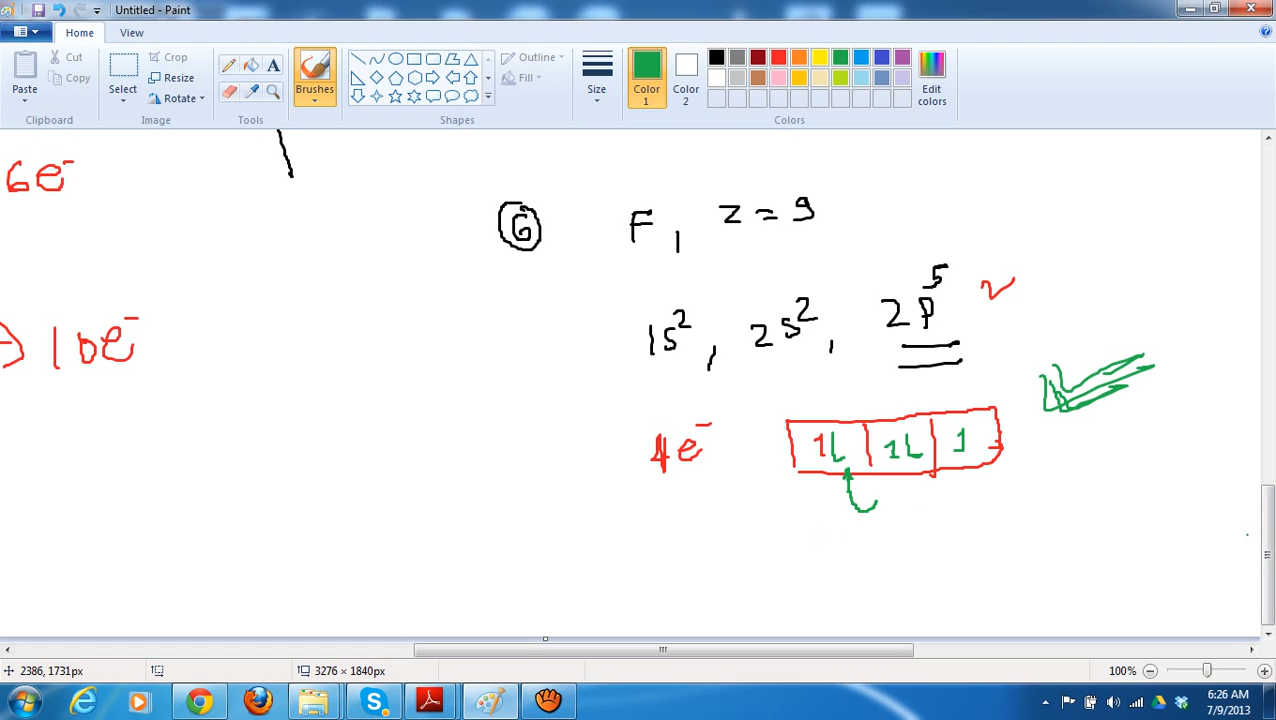 Untitled - Paint
Home View
Paste
Cut
Copy
Clipboard
Select
Crop
Resize
Rotate
Image
A
Tools
Brushes
Outline
Fill
Shapes
Size
Color 1
Color 2
Edit colors
Colors
6e⁻
⑥ F, z = 9
1s², 2s², 2p⁵
10e⁻
4e⁻ 1L 1L 1
2386, 1731px
3276 × 1840px
100%
6:26 AM
7/9/2013